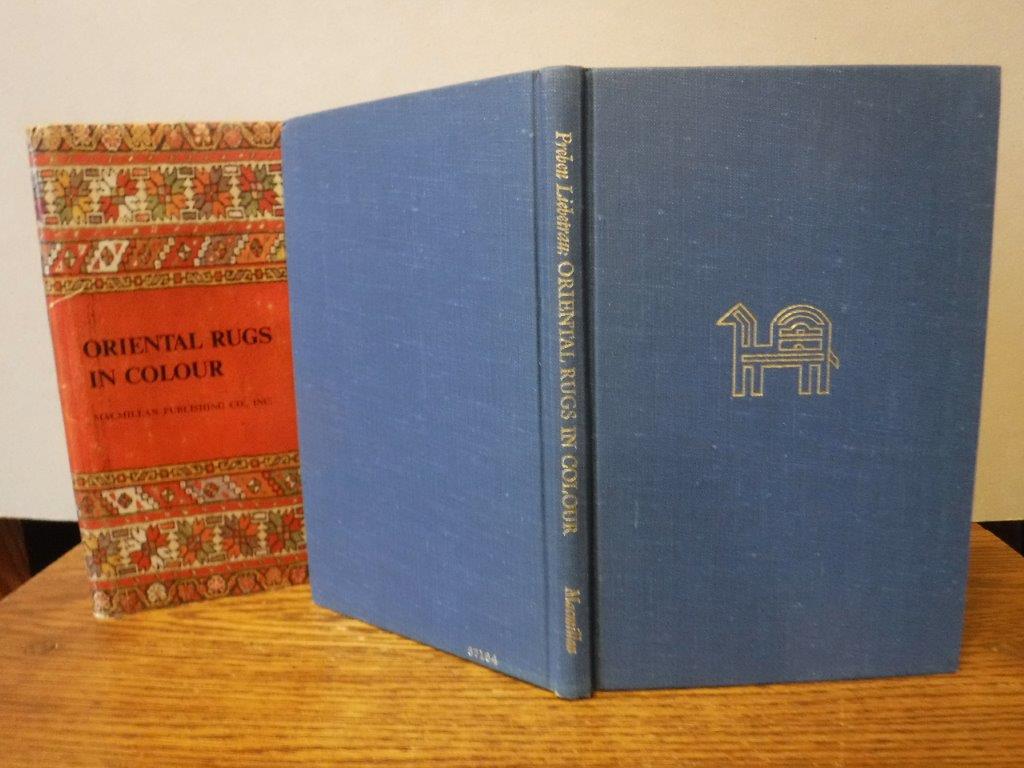 ORIENTAL RUGS
IN COLOUR
MACMILLAN PUBLISHING CO., INC.
Preben Liebetrau: ORIENTAL RUGS IN COLOUR Macmillan